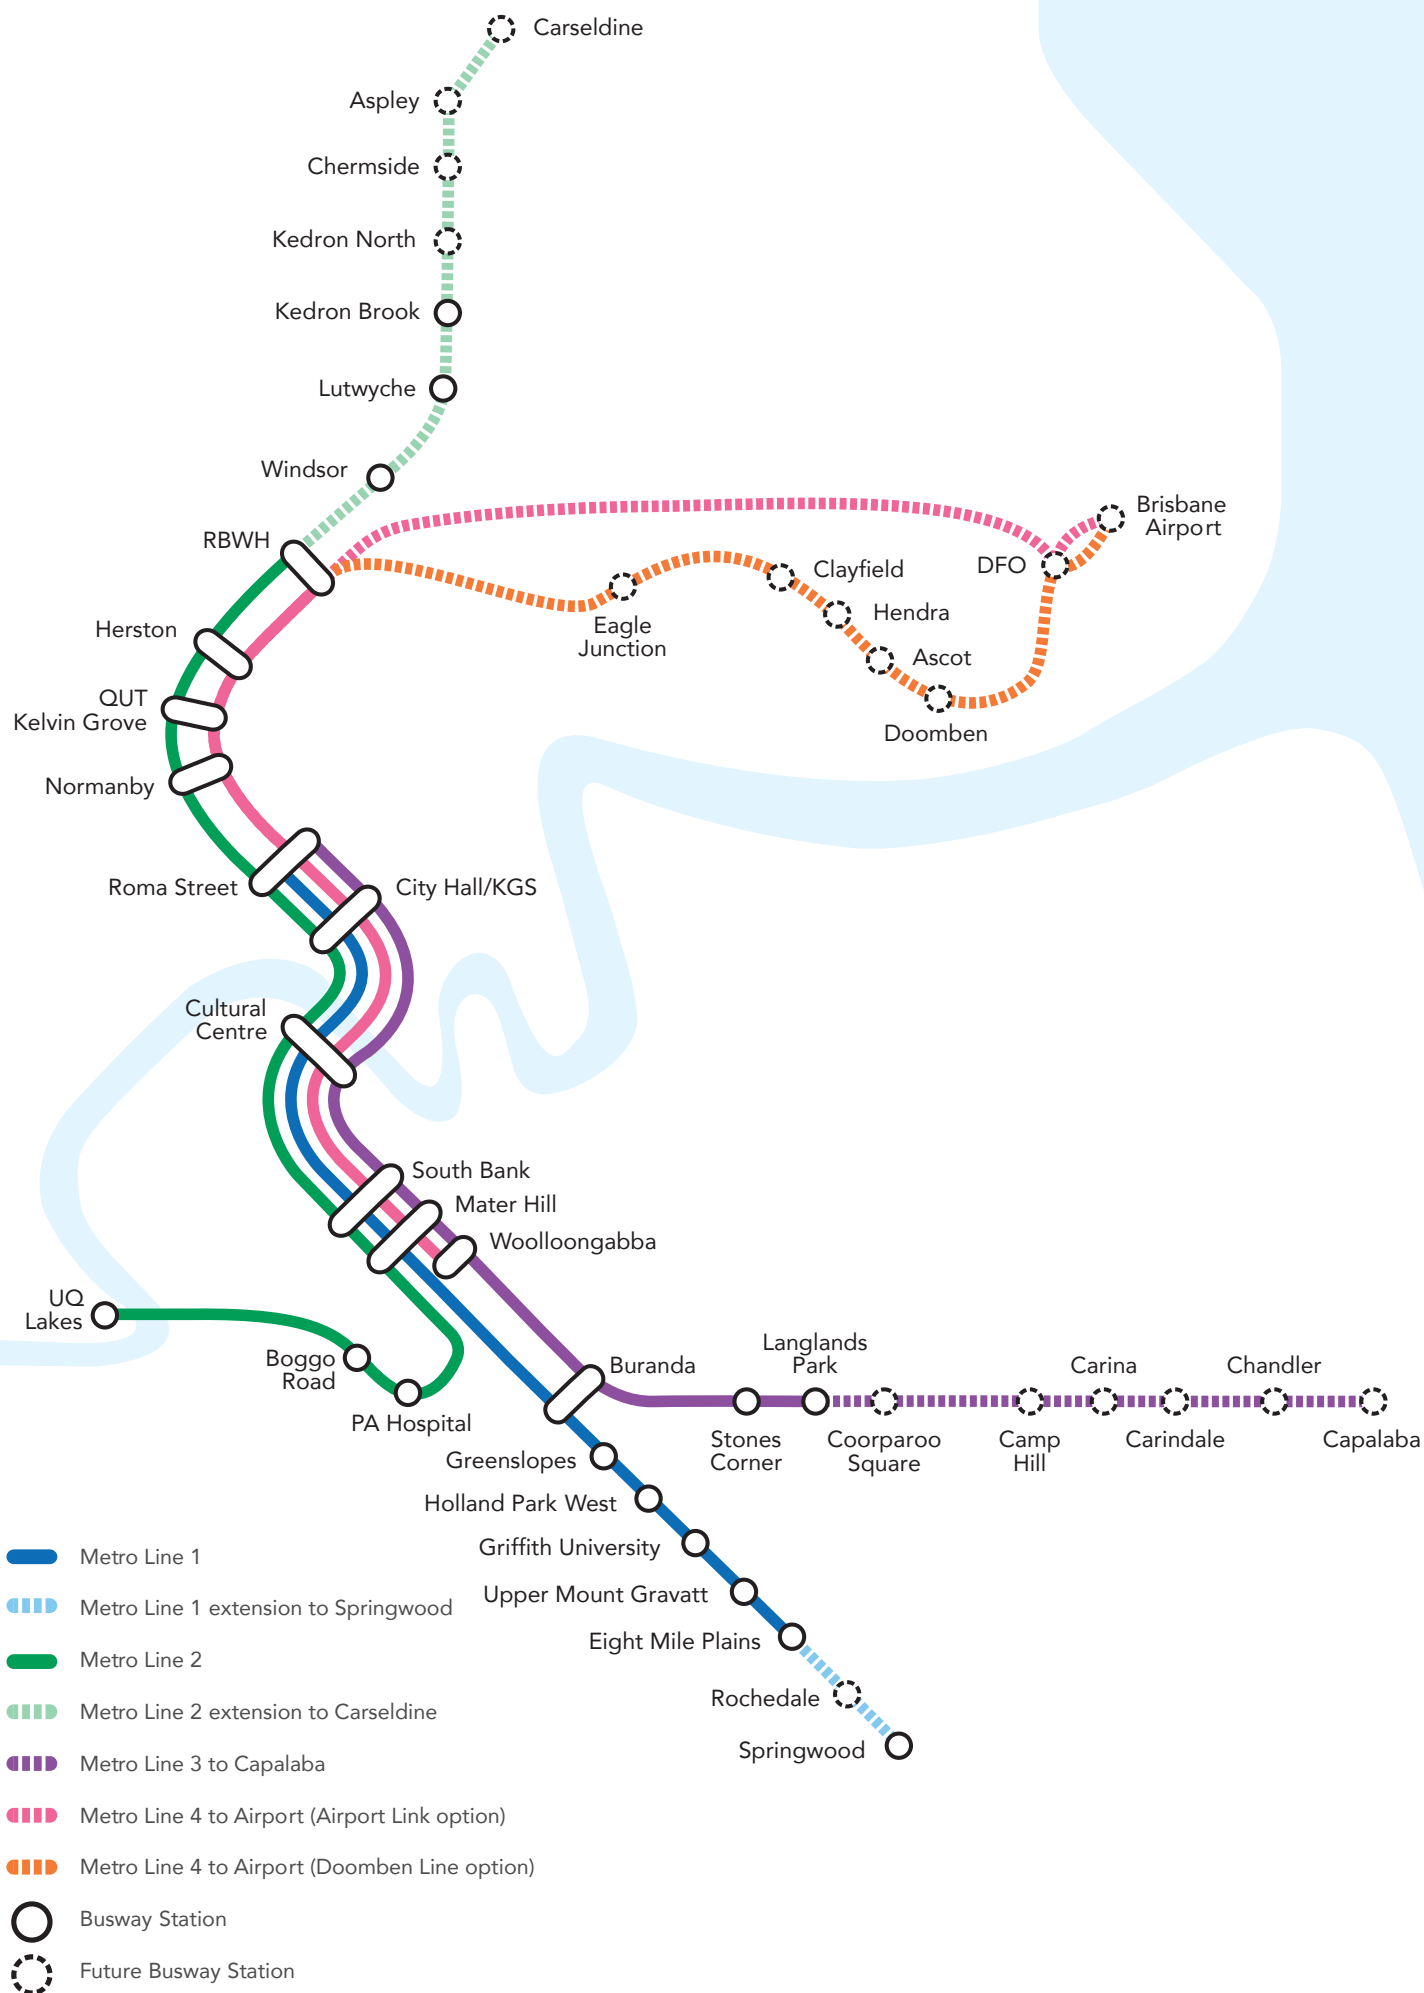 Carseldine
Aspley
Chermside
Kedron North
Kedron Brook
Lutwyche
Windsor
RBWH
Brisbane
Airport
DFO
Clayfield
Hendra
Eagle
Junction
Ascot
Doomben
Herston
QUT
Kelvin Grove
Normanby
Roma Street
City Hall/KGS
Cultural
Centre
South Bank
Mater Hill
Woolloongabba
UQ
Lakes
Boggo
Road
PA Hospital
Buranda
Langlands
Park
Carina
Chandler
Stones
Corner
Coorparoo
Square
Camp
Hill
Carindale
Capalaba
Greenslopes
Holland Park West
Griffith University
Upper Mount Gravatt
Eight Mile Plains
Rochedale
Springwood
Metro Line 1
Metro Line 1 extension to Springwood
Metro Line 2
Metro Line 2 extension to Carseldine
Metro Line 3 to Capalaba
Metro Line 4 to Airport (Airport Link option)
Metro Line 4 to Airport (Doomben Line option)
Busway Station
Future Busway Station